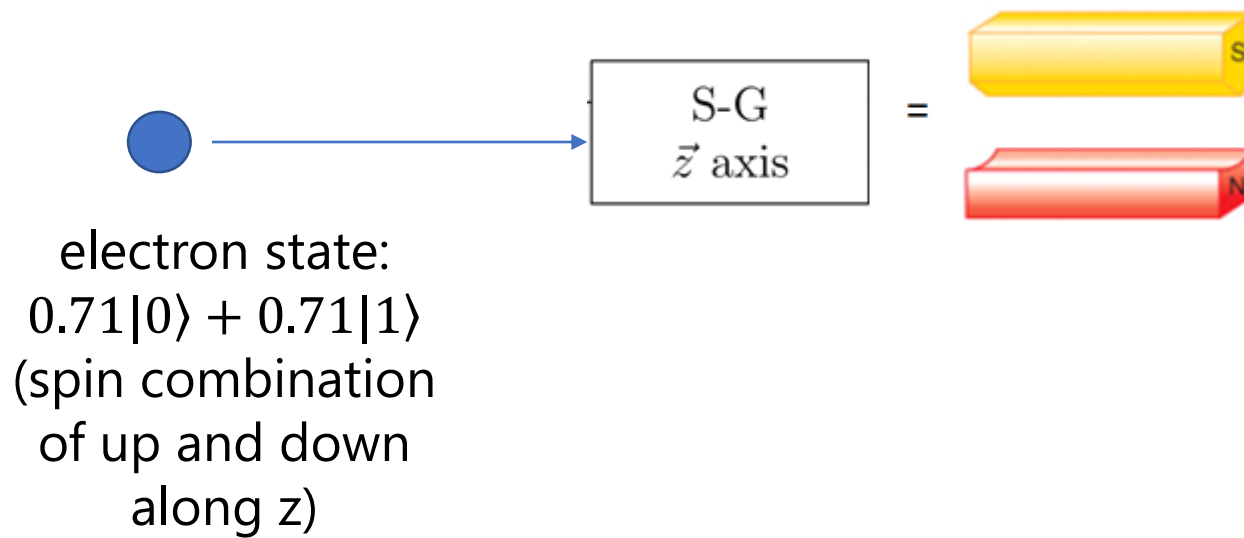 S-G
z⃗ axis
=
S
N
electron state:
0.71|0⟩ + 0.71|1⟩
(spin combination
of up and down
along z)